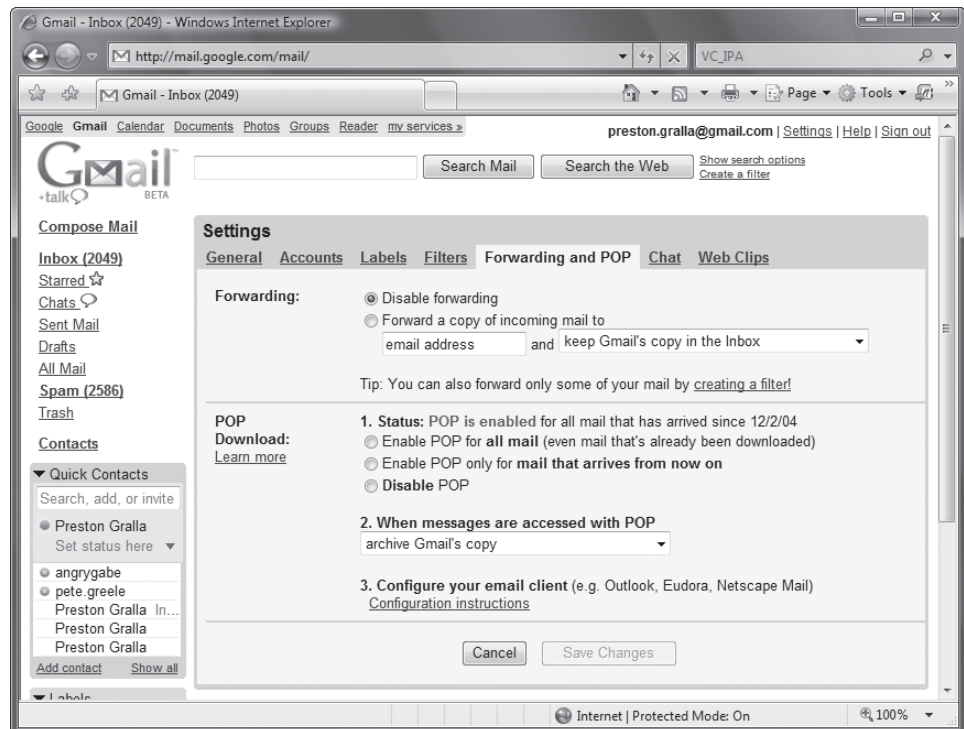 Gmail - Inbox (2049) - Windows Internet Explorer
http://mail.google.com/mail/
VC_IPA
Gmail - Inbox (2049)
Page
Tools
Google Gmail Calendar Documents Photos Groups Reader my services »
preston.gralla@gmail.com | Settings | Help | Sign out
Gmail™
+talk BETA
Search Mail
Search the Web
Show search options
Create a filter
Compose Mail
Inbox (2049)
Starred
Chats
Sent Mail
Drafts
All Mail
Spam (2586)
Trash
Contacts
Quick Contacts
Search, add, or invite
Preston Gralla
Set status here
angrygabe
pete.greele
Preston Gralla In...
Preston Gralla
Preston Gralla
Add contact Show all
Settings
General Accounts Labels Filters Forwarding and POP Chat Web Clips
Forwarding:
Disable forwarding
Forward a copy of incoming mail to
email address and keep Gmail's copy in the Inbox
Tip: You can also forward only some of your mail by creating a filter!
POP
Download:
Learn more
1. Status: POP is enabled for all mail that has arrived since 12/2/04
Enable POP for all mail (even mail that's already been downloaded)
Enable POP only for mail that arrives from now on
Disable POP
2. When messages are accessed with POP
archive Gmail's copy
3. Configure your email client (e.g. Outlook, Eudora, Netscape Mail)
Configuration instructions
Cancel
Save Changes
Internet | Protected Mode: On
100%